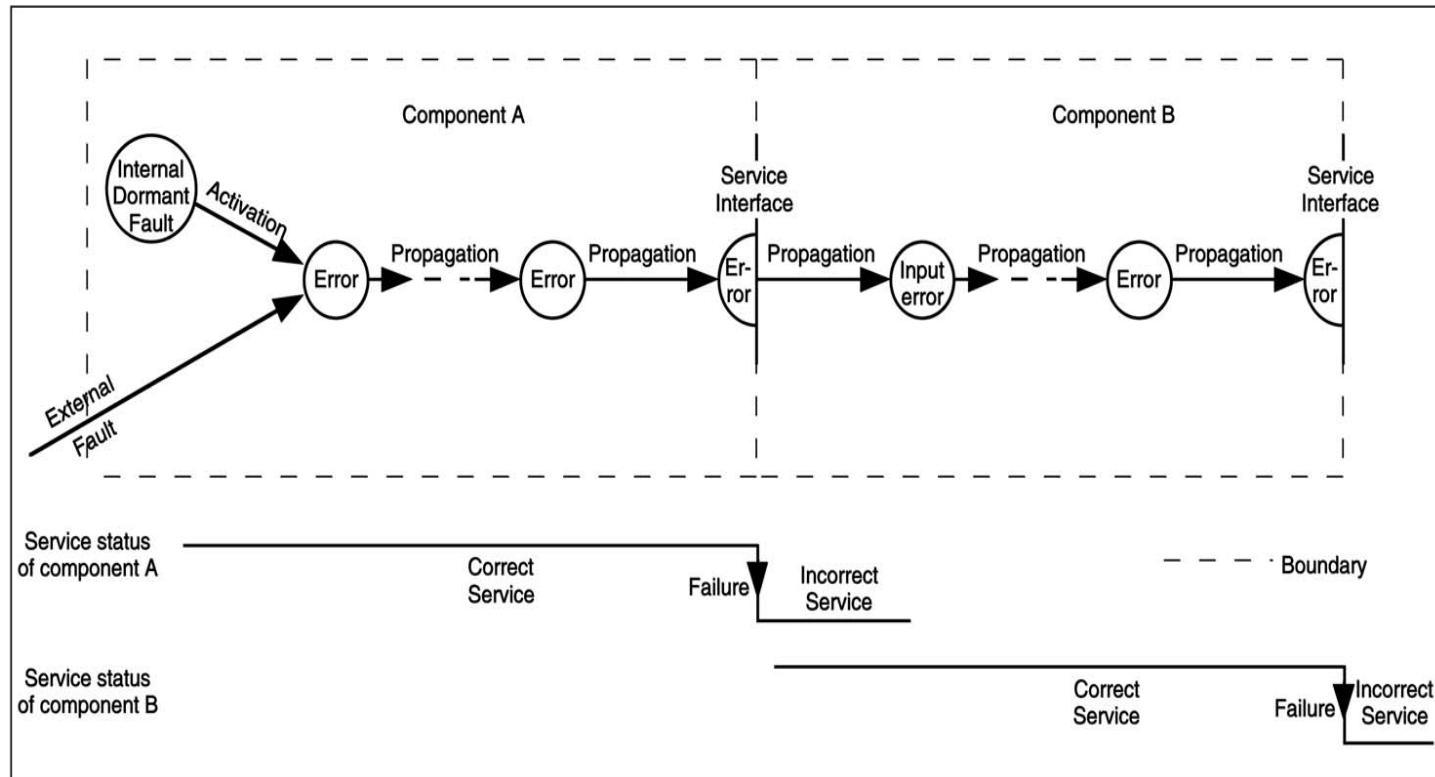 Component A
Component B
Internal
Dormant
Fault
Activation
Service
Interface
Service
Interface
Error
Propagation
Error
Propagation
Er-
ror
Propagation
Input
error
Propagation
Error
Propagation
Er-
ror
External
Fault
Service status
of component A
Correct
Service
Failure
Incorrect
Service
Boundary
Service status
of component B
Correct
Service
Failure
Incorrect
Service